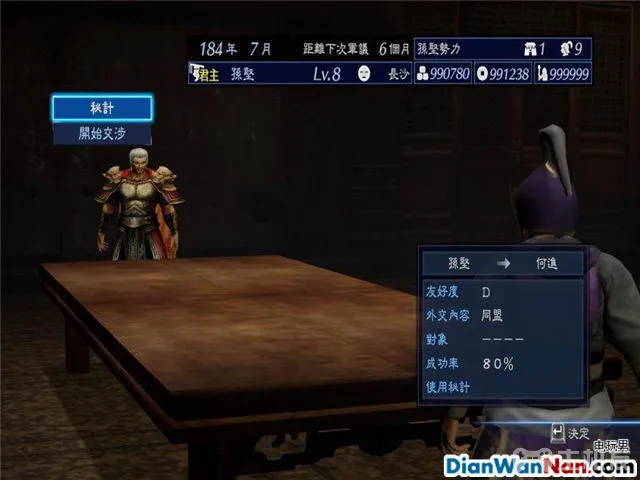 184年 7月 距離下次軍議 6個月 孫堅勢力 1 9
君主 孫堅 Lv.8 長沙 990780 991238 999999
秘計
開始交涉
孫堅 → 何進
友好度 D
外交內容 同盟
對象 ----
成功率 80%
使用秘計
決定
电玩男
DianWanNan.com